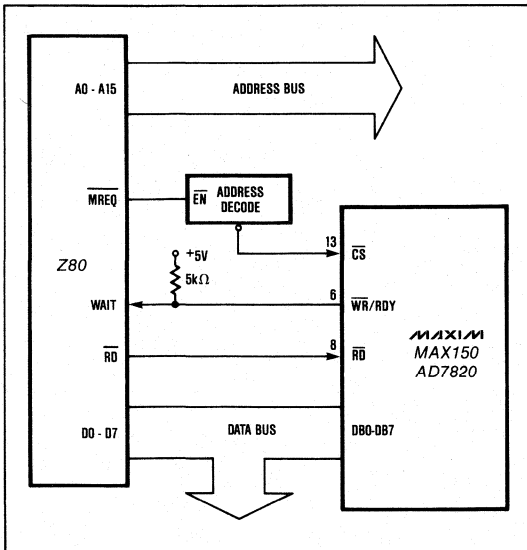 A0 - A15
ADDRESS BUS
MREQ
EN
ADDRESS
DECODE
13
CS
+5V
5kΩ
Z80
WAIT
6
WR/RDY
MAXIM
MAX150
AD7820
RD
8
RD
D0 - D7
DATA BUS
DB0-DB7